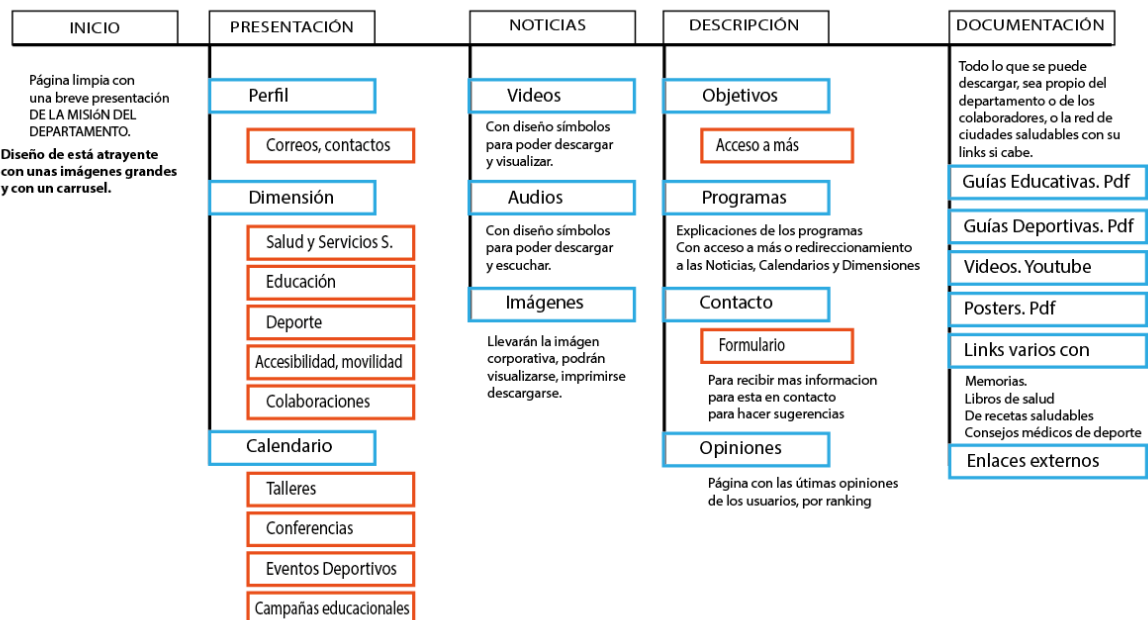 INICIO
Página limpia con
una breve presentación
DE LA MISIóN DEL
DEPARTAMENTO.
Diseño de está atrayente
con unas imágenes grandes
y con un carrusel.
PRESENTACIÓN
Perfil
Correos, contactos
Dimensión
Salud y Servicios S.
Educación
Deporte
Accesibilidad, movilidad
Colaboraciones
Calendario
Talleres
Conferencias
Eventos Deportivos
Campañas educacionales
NOTICIAS
Videos
Con diseño símbolos
para poder descargar
y visualizar.
Audios
Con diseño símbolos
para poder descargar
y escuchar.
Imágenes
Llevarán la imágen
corporativa, podrán
visualizarse, imprimirse
descargarse.
DESCRIPCIÓN
Objetivos
Acceso a más
Programas
Explicaciones de los programas
Con acceso a más o redireccionamiento
a las Noticias, Calendarios y Dimensiones
Contacto
Formulario
Para recibir mas informacion
para esta en contacto
para hacer sugerencias
Opiniones
Página con las útimas opiniones
de los usuarios, por ranking
DOCUMENTACIÓN
Todo lo que se puede
descargar, sea propio del
departamento o de los
colaboradores, o la red de
ciudades saludables con su
links si cabe.
Guías Educativas. Pdf
Guías Deportivas. Pdf
Videos. Youtube
Posters. Pdf
Links varios con
Memorias.
Libros de salud
De recetas saludables
Consejos médicos de deporte
Enlaces externos